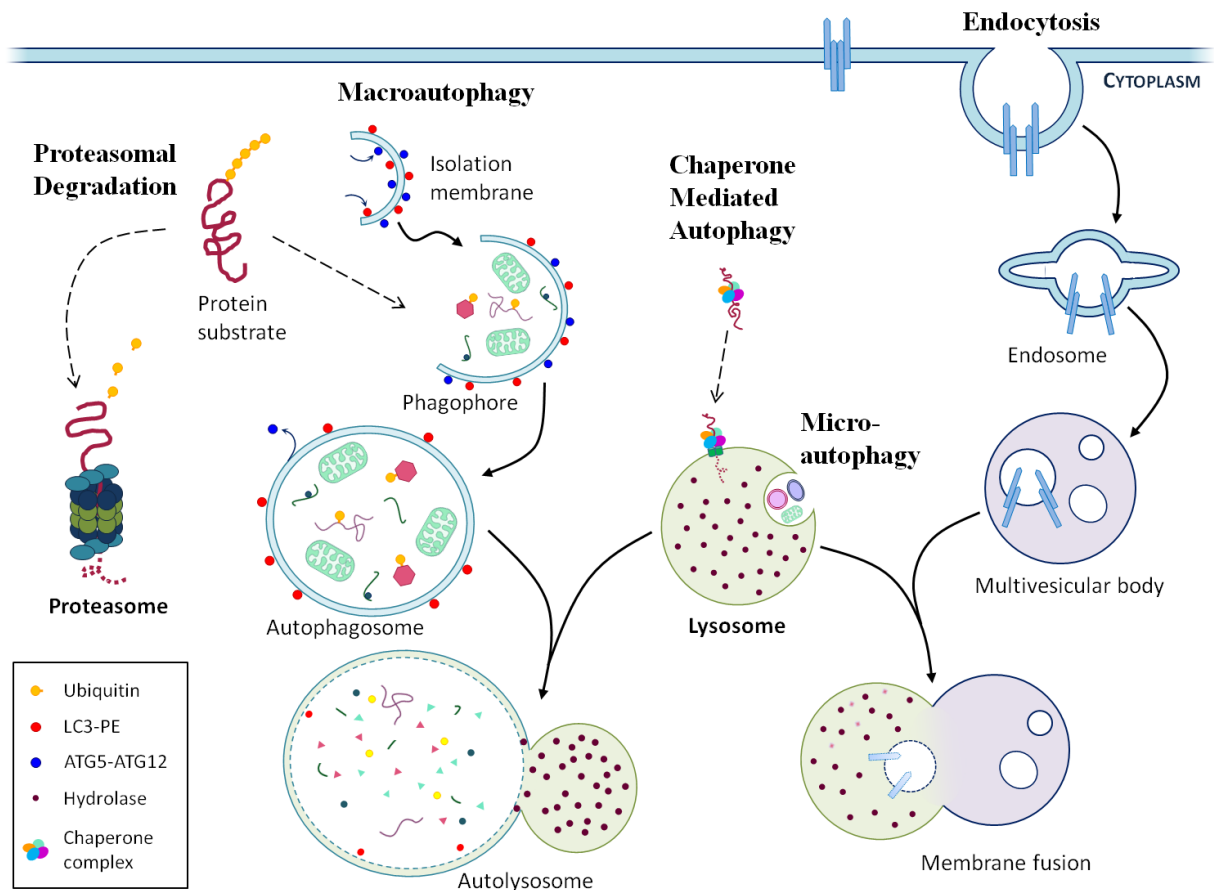 Endocytosis
CYTOPLASM
Macroautophagy
Proteasomal
Degradation
Isolation
membrane
Chaperone
Mediated
Autophagy
Protein
substrate
Endosome
Phagophore
Micro-
autophagy
Proteasome
Autophagosome
Lysosome
Multivesicular body
Ubiquitin
LC3-PE
ATG5-ATG12
Hydrolase
Chaperone
complex
Autolysosome
Membrane fusion